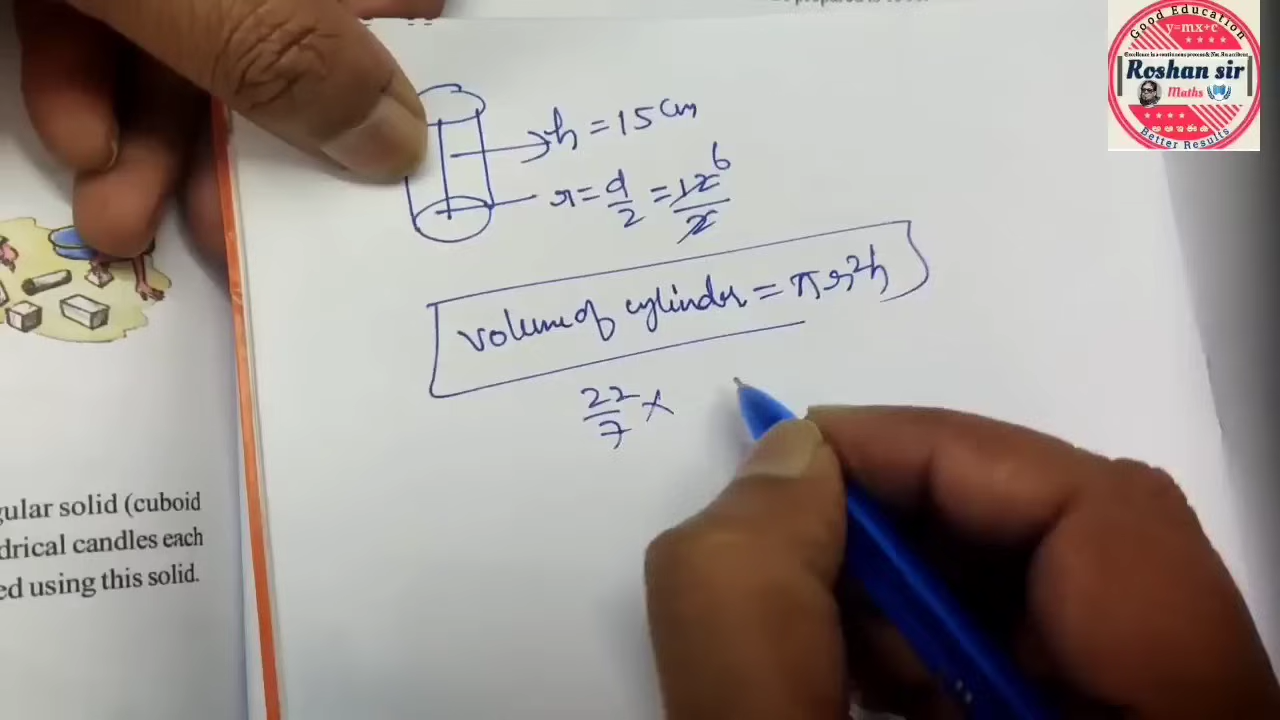 Good Education
y=mx+c
Roshan sir
Maths
Better Results
h = 15 cm
r = d/2 = 12/2 6
volume of cylinder = πr²h
22/7 ×
gular solid (cuboid
drical candles each
ed using this solid.